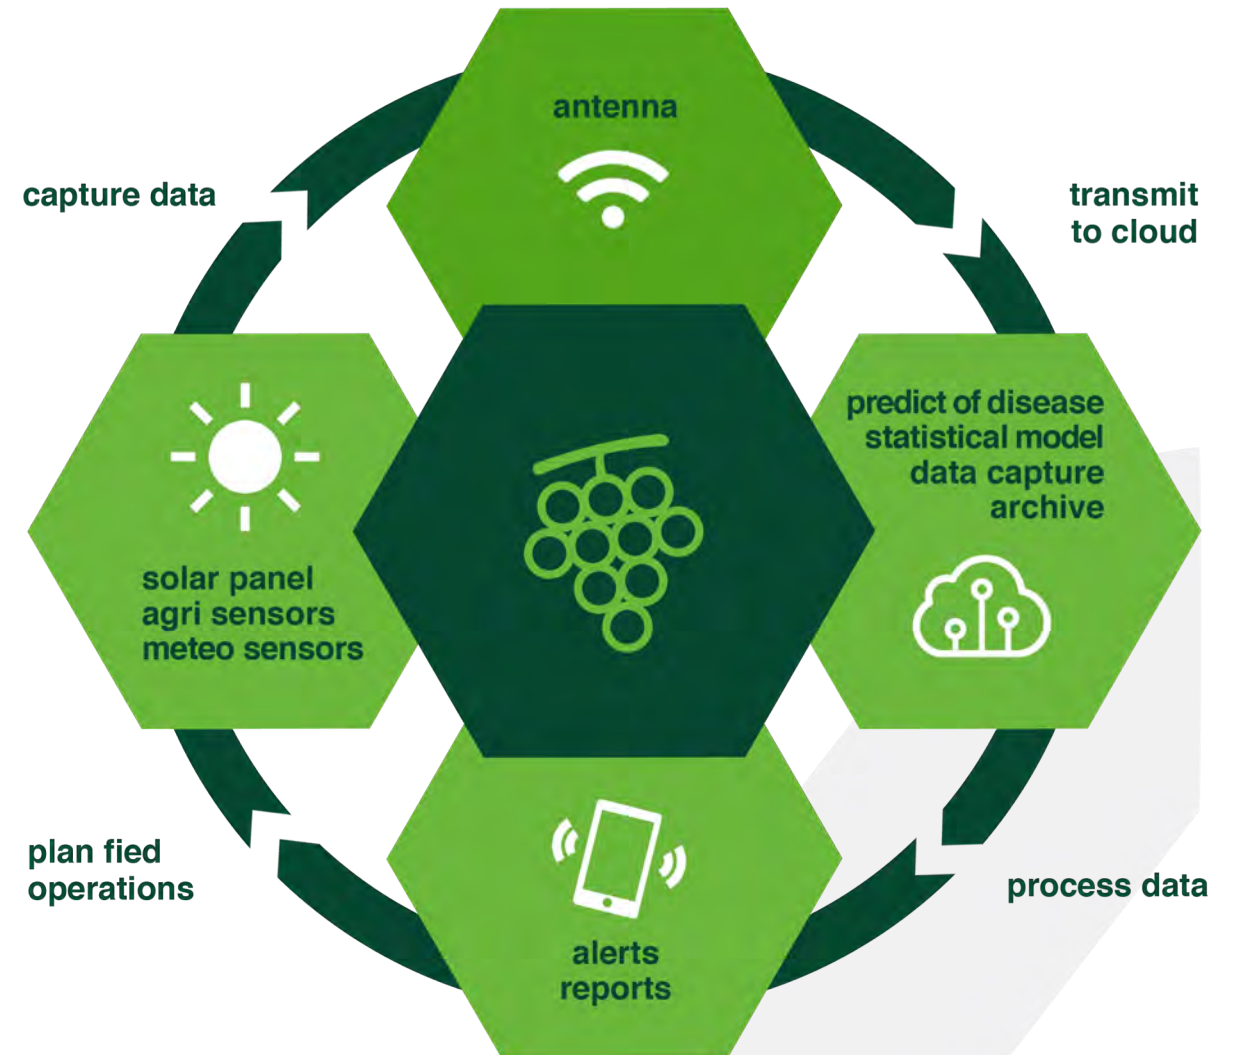 antenna
capture data
transmit
to cloud
predict of disease
statistical model
data capture
archive
solar panel
agri sensors
meteo sensors
plan fied
operations
process data
alerts
reports